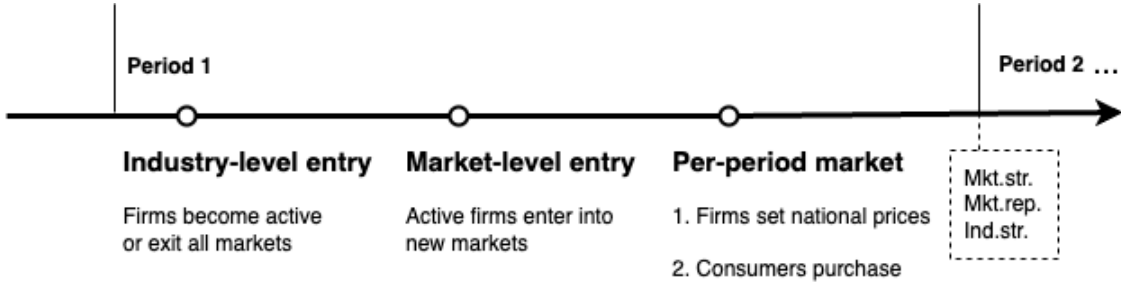 Period 1
Period 2 ...
Industry-level entry
Firms become active
or exit all markets
Market-level entry
Active firms enter into
new markets
Per-period market
1. Firms set national prices
2. Consumers purchase
Mkt.str.
Mkt.rep.
Ind.str.